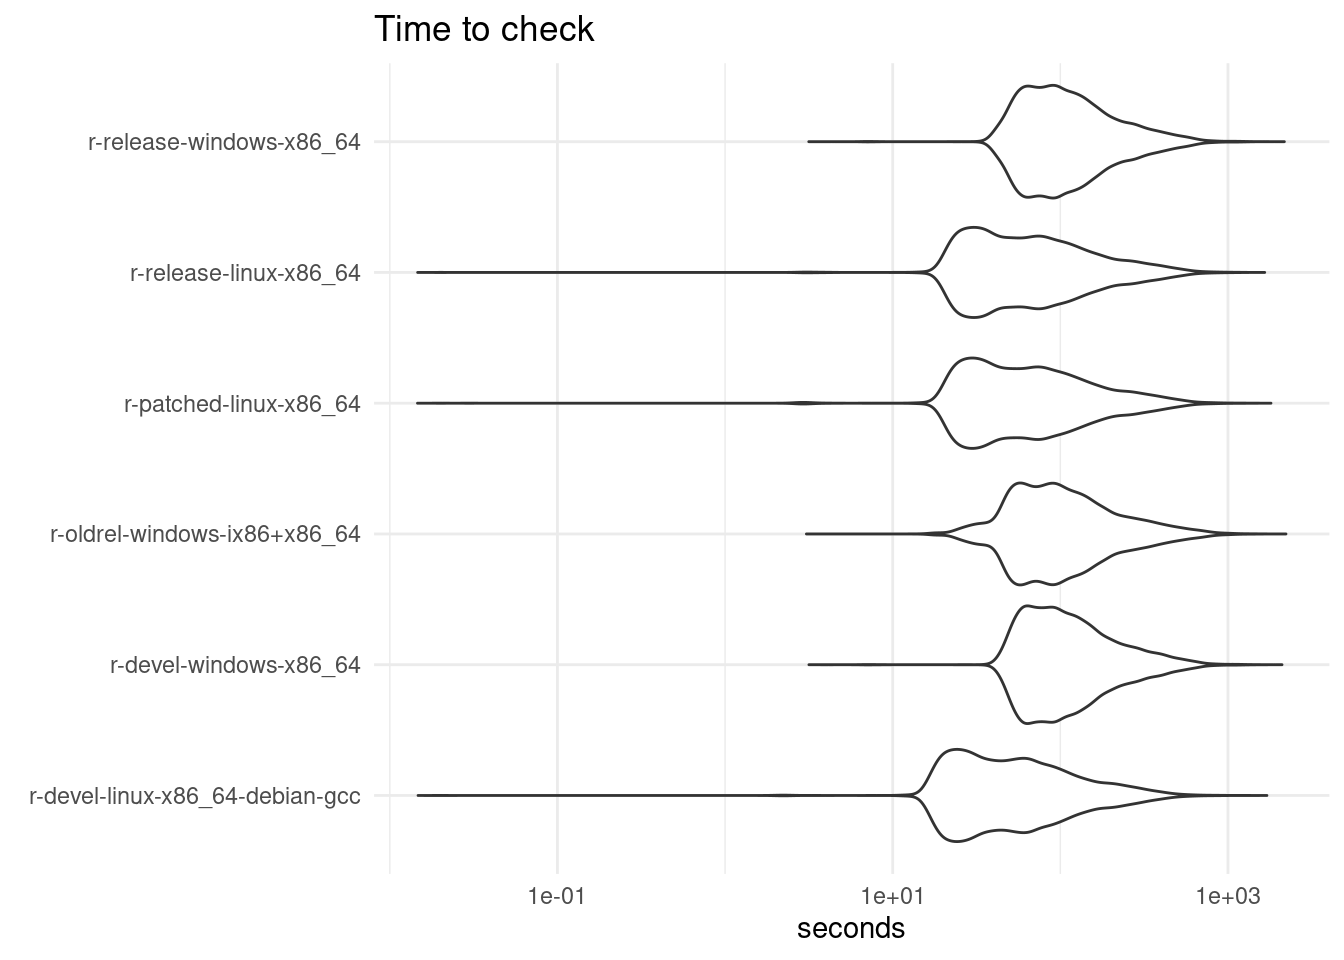 Time to check
r-release-windows-x86_64
r-release-linux-x86_64
r-patched-linux-x86_64
r-oldrel-windows-ix86+x86_64
r-devel-windows-x86_64
r-devel-linux-x86_64-debian-gcc
1e-01 1e+01 1e+03
seconds